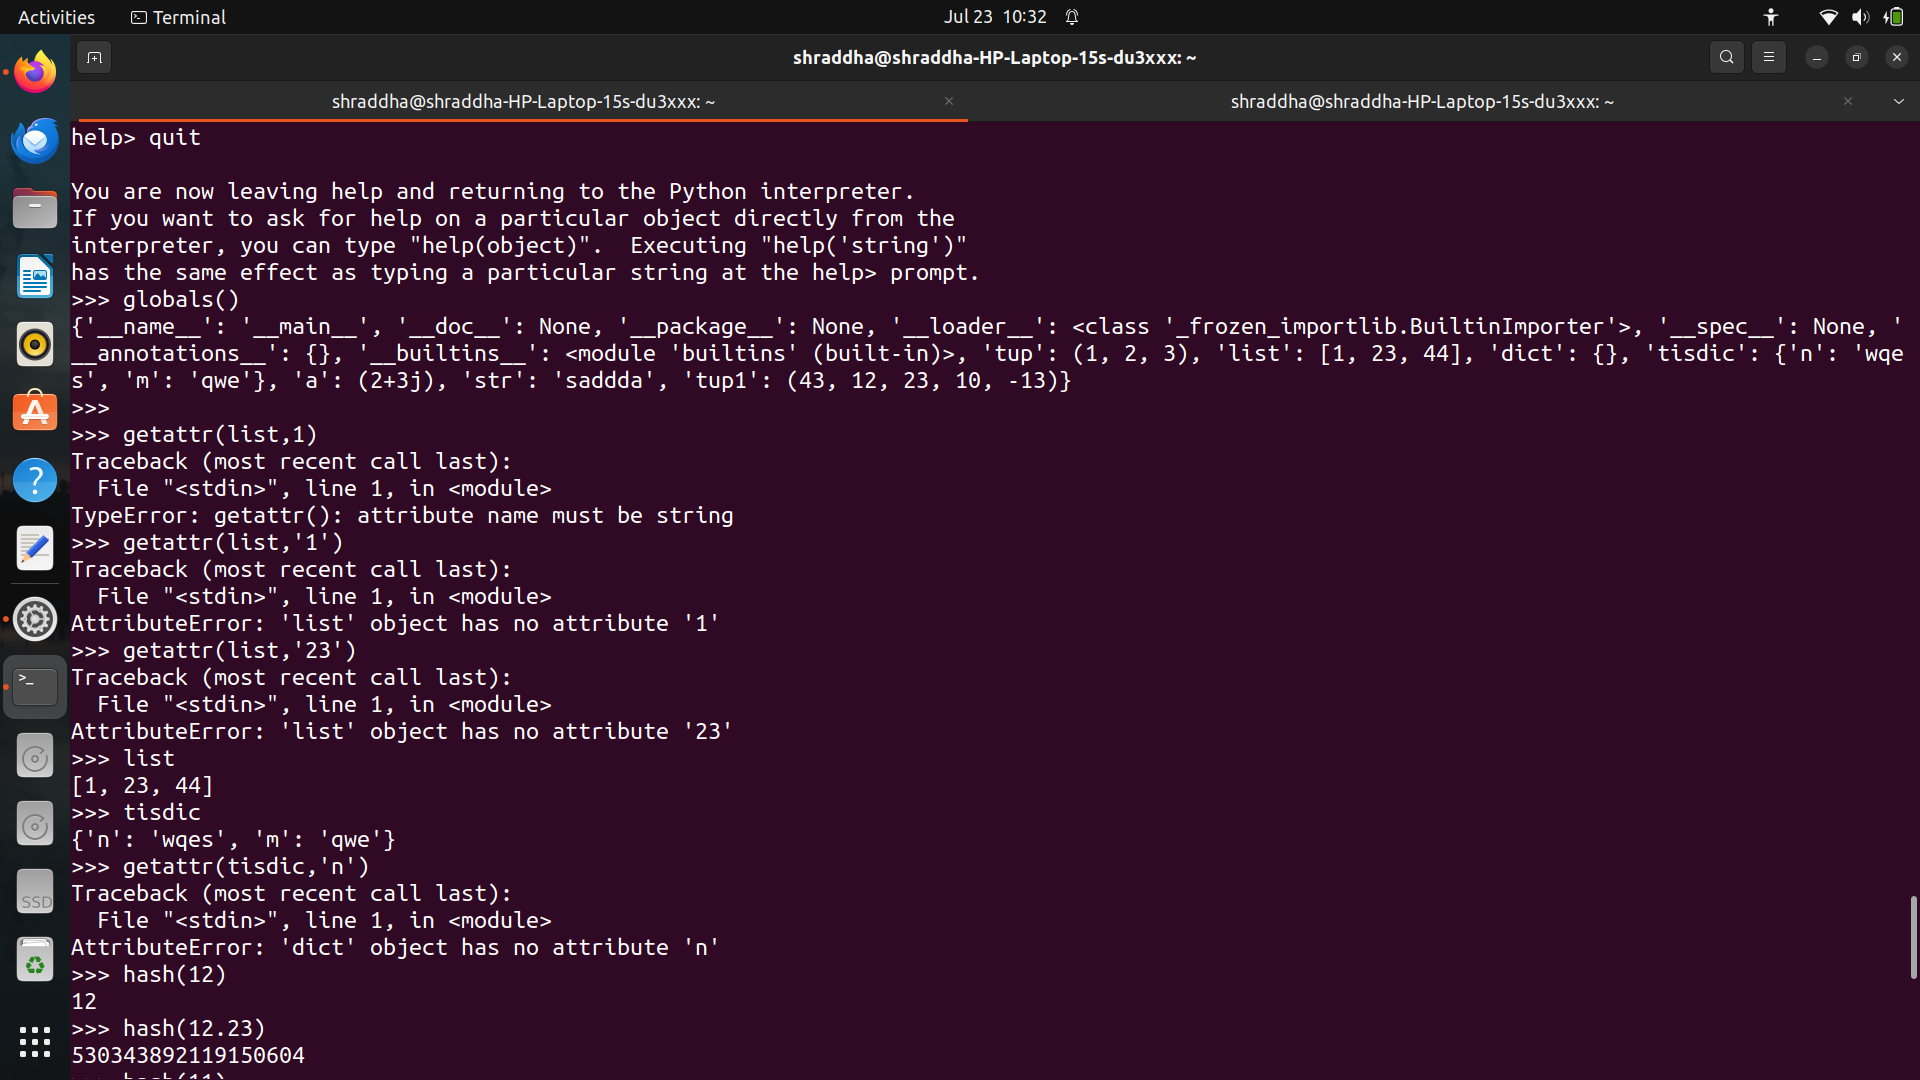 Activities Terminal Jul 23 10:32
shraddha@shraddha-HP-Laptop-15s-du3xxx: ~
shraddha@shraddha-HP-Laptop-15s-du3xxx: ~ shraddha@shraddha-HP-Laptop-15s-du3xxx: ~
help> quit
You are now leaving help and returning to the Python interpreter.
If you want to ask for help on a particular object directly from the
interpreter, you can type "help(object)".  Executing "help('string')"
has the same effect as typing a particular string at the help> prompt.
>>> globals()
{'__name__': '__main__', '__doc__': None, '__package__': None, '__loader__': <class '_frozen_importlib.BuiltinImporter'>, '__spec__': None, '
__annotations__': {}, '__builtins__': <module 'builtins' (built-in)>, 'tup': (1, 2, 3), 'list': [1, 23, 44], 'dict': {}, 'tisdic': {'n': 'wqe
s', 'm': 'qwe'}, 'a': (2+3j), 'str': 'saddda', 'tup1': (43, 12, 23, 10, -13)}
>>>
>>> getattr(list,1)
Traceback (most recent call last):
  File "<stdin>", line 1, in <module>
TypeError: getattr(): attribute name must be string
>>> getattr(list,'1')
Traceback (most recent call last):
  File "<stdin>", line 1, in <module>
AttributeError: 'list' object has no attribute '1'
>>> getattr(list,'23')
Traceback (most recent call last):
  File "<stdin>", line 1, in <module>
AttributeError: 'list' object has no attribute '23'
>>> list
[1, 23, 44]
>>> tisdic
{'n': 'wqes', 'm': 'qwe'}
>>> getattr(tisdic,'n')
Traceback (most recent call last):
  File "<stdin>", line 1, in <module>
AttributeError: 'dict' object has no attribute 'n'
>>> hash(12)
12
>>> hash(12.23)
530343892119150604
>>> hash(11)
SSD